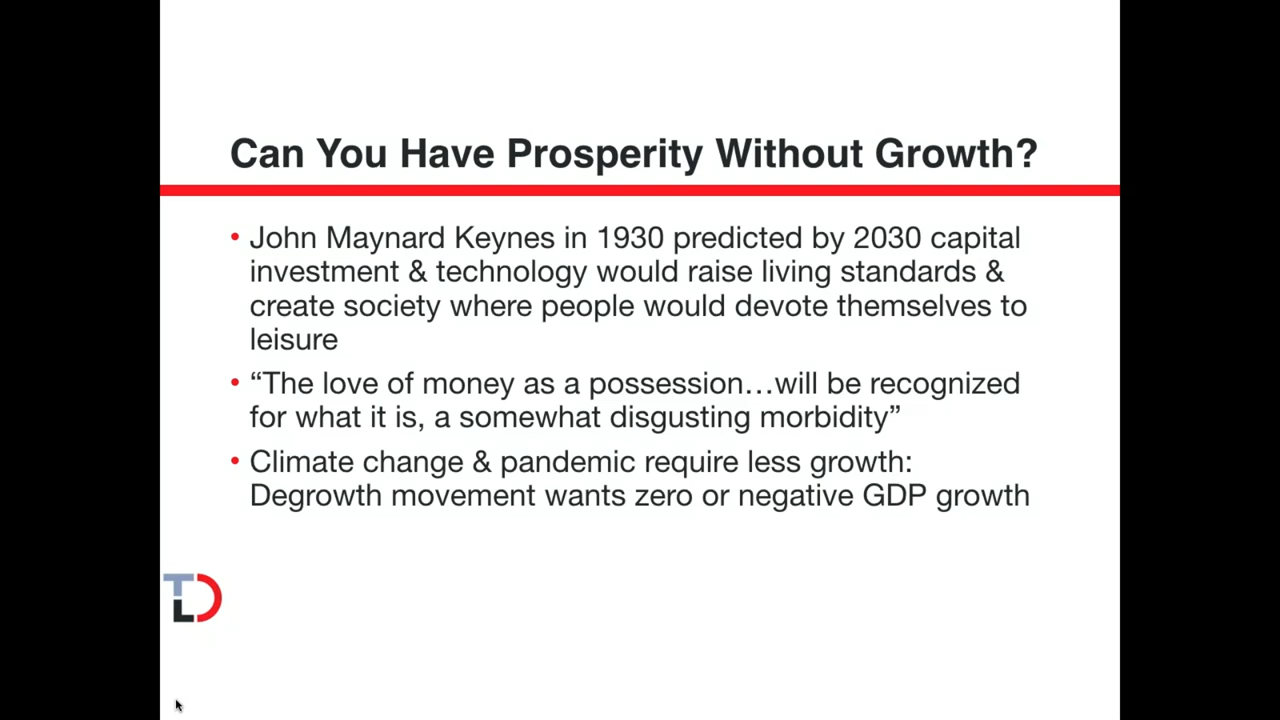 Can You Have Prosperity Without Growth?
• John Maynard Keynes in 1930 predicted by 2030 capital
investment & technology would raise living standards &
create society where people would devote themselves to
leisure
• “The love of money as a possession…will be recognized
for what it is, a somewhat disgusting morbidity”
• Climate change & pandemic require less growth:
Degrowth movement wants zero or negative GDP growth
TLD